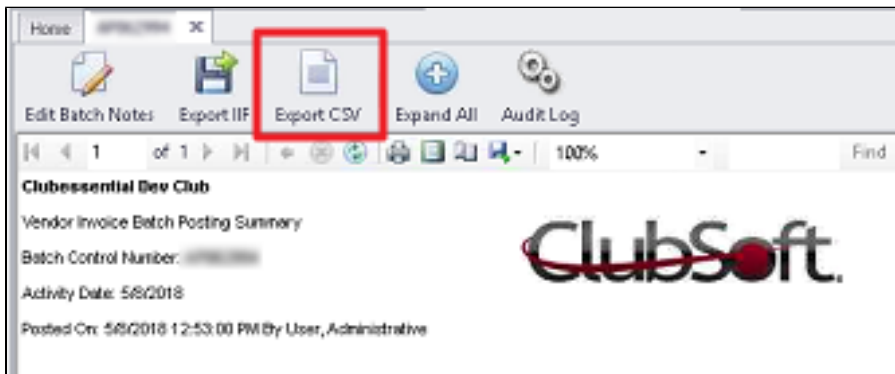 Home
Edit Batch Notes Export IIF Export CSV Expand All Audit Log
1 of 1 100% Find
Clubessential Dev Club
Vendor Invoice Batch Posting Summary
Batch Control Number:
ClubSoft.
Activity Date: 5/8/2018
Posted On: 5/8/2018 12:53:00 PM By User, Administrative